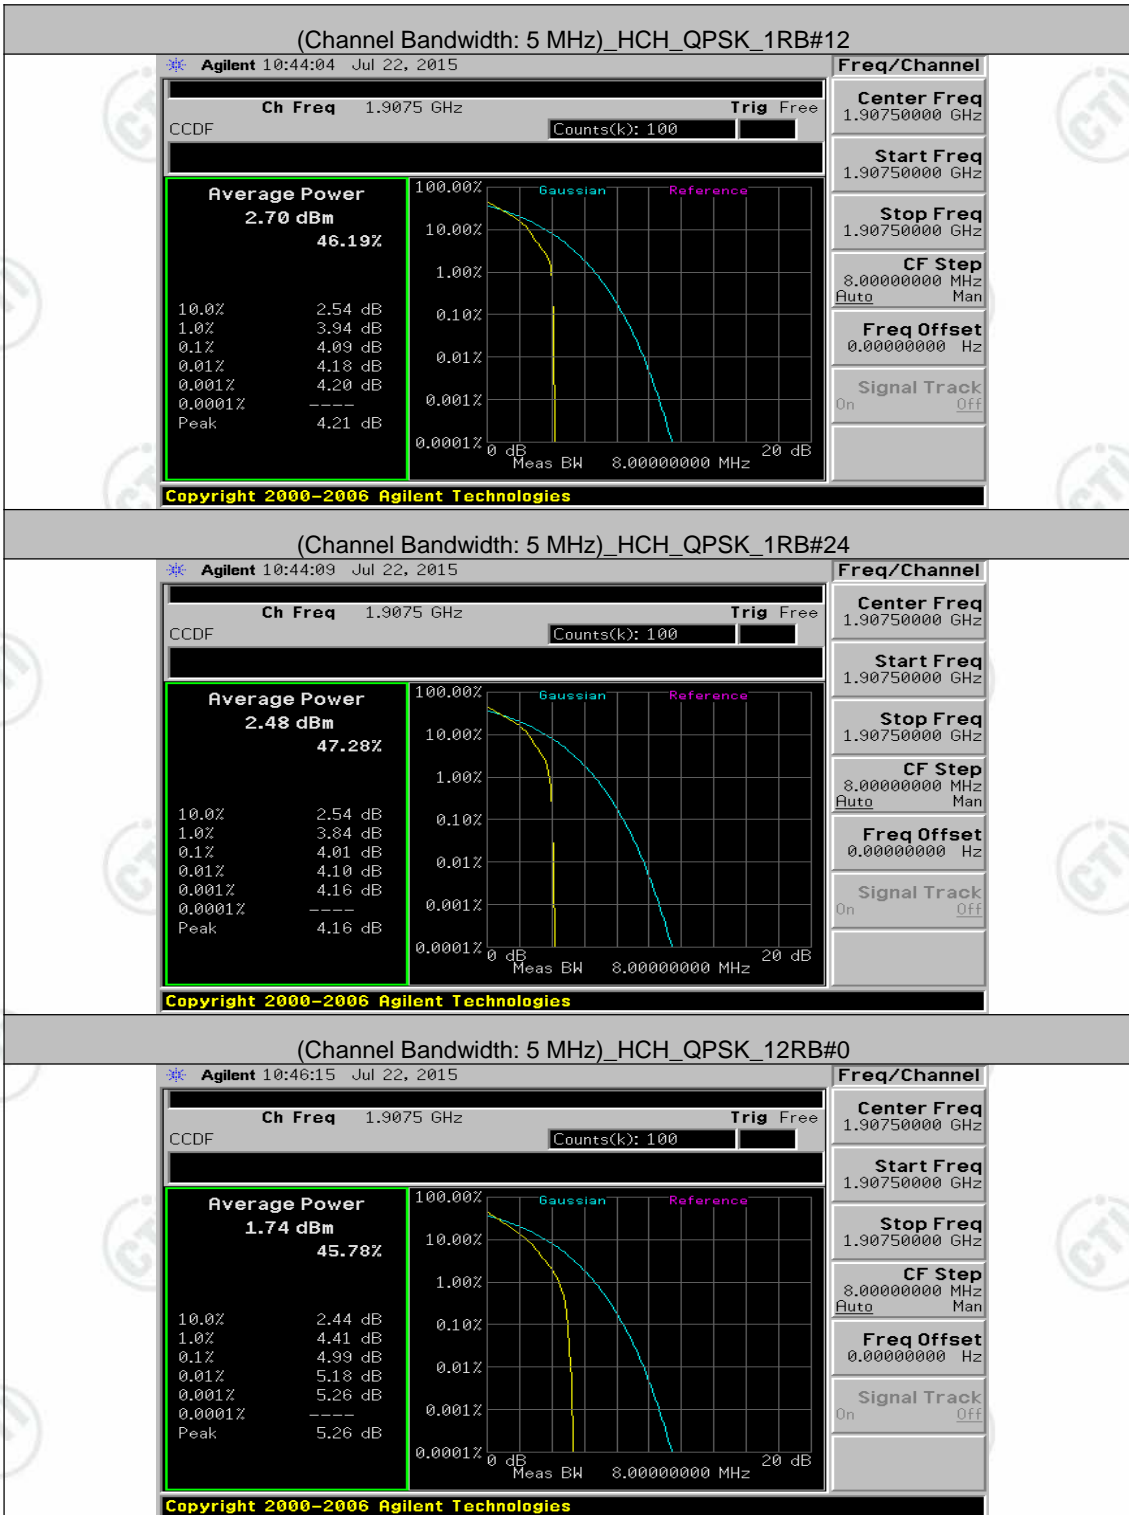 (Channel Bandwidth: 5 MHz)_HCH_QPSK_1RB#12
Agilent 10:44:04 Jul 22, 2015
Freq/Channel
Ch Freq 1.9075 GHz Trig Free
CCDF Counts(k): 100
Center Freq
1.90750000 GHz
Start Freq
1.90750000 GHz
Stop Freq
1.90750000 GHz
CF Step
8.00000000 MHz
Auto Man
Freq Offset
0.00000000 Hz
Signal Track
On Off
Average Power
2.70 dBm
46.19%
10.0% 2.54 dB
1.0% 3.94 dB
0.1% 4.09 dB
0.01% 4.18 dB
0.001% 4.20 dB
0.0001% ----
Peak 4.21 dB
Gaussian Reference
100.00%
10.00%
1.00%
0.10%
0.01%
0.001%
0.0001%
0 dB 20 dB
Meas BW 8.00000000 MHz
Copyright 2000-2006 Agilent Technologies
(Channel Bandwidth: 5 MHz)_HCH_QPSK_1RB#24
Agilent 10:44:09 Jul 22, 2015
Freq/Channel
Ch Freq 1.9075 GHz Trig Free
CCDF Counts(k): 100
Center Freq
1.90750000 GHz
Start Freq
1.90750000 GHz
Stop Freq
1.90750000 GHz
CF Step
8.00000000 MHz
Auto Man
Freq Offset
0.00000000 Hz
Signal Track
On Off
Average Power
2.48 dBm
47.28%
10.0% 2.54 dB
1.0% 3.84 dB
0.1% 4.01 dB
0.01% 4.10 dB
0.001% 4.16 dB
0.0001% ----
Peak 4.16 dB
Gaussian Reference
100.00%
10.00%
1.00%
0.10%
0.01%
0.001%
0.0001%
0 dB 20 dB
Meas BW 8.00000000 MHz
Copyright 2000-2006 Agilent Technologies
(Channel Bandwidth: 5 MHz)_HCH_QPSK_12RB#0
Agilent 10:46:15 Jul 22, 2015
Freq/Channel
Ch Freq 1.9075 GHz Trig Free
CCDF Counts(k): 100
Center Freq
1.90750000 GHz
Start Freq
1.90750000 GHz
Stop Freq
1.90750000 GHz
CF Step
8.00000000 MHz
Auto Man
Freq Offset
0.00000000 Hz
Signal Track
On Off
Average Power
1.74 dBm
45.78%
10.0% 2.44 dB
1.0% 4.41 dB
0.1% 4.99 dB
0.01% 5.18 dB
0.001% 5.26 dB
0.0001% ----
Peak 5.26 dB
Gaussian Reference
100.00%
10.00%
1.00%
0.10%
0.01%
0.001%
0.0001%
0 dB 20 dB
Meas BW 8.00000000 MHz
Copyright 2000-2006 Agilent Technologies
CTI
CTI
CTI
CTI
CTI
CTI
CTI
CTI